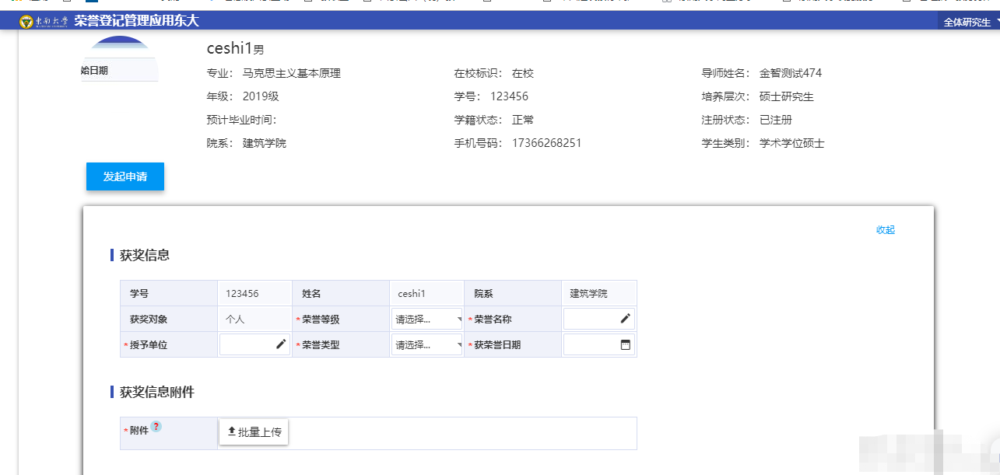 東南大學 荣誉登记管理应用东大
全体研究生
始日期
ceshi1男
专业： 马克思主义基本原理 在校标识： 在校 导师姓名： 金智测试474
年级： 2019级 学号： 123456 培养层次： 硕士研究生
预计毕业时间： 学籍状态： 正常 注册状态： 已注册
院系： 建筑学院 手机号码： 17366268251 学生类别： 学术学位硕士
发起申请
收起
获奖信息
学号 123456 姓名 ceshi1 院系 建筑学院
获奖对象 个人 *荣誉等级 请选择... *荣誉名称
*授予单位 *荣誉类型 请选择... *获荣誉日期
获奖信息附件
*附件 ? 批量上传